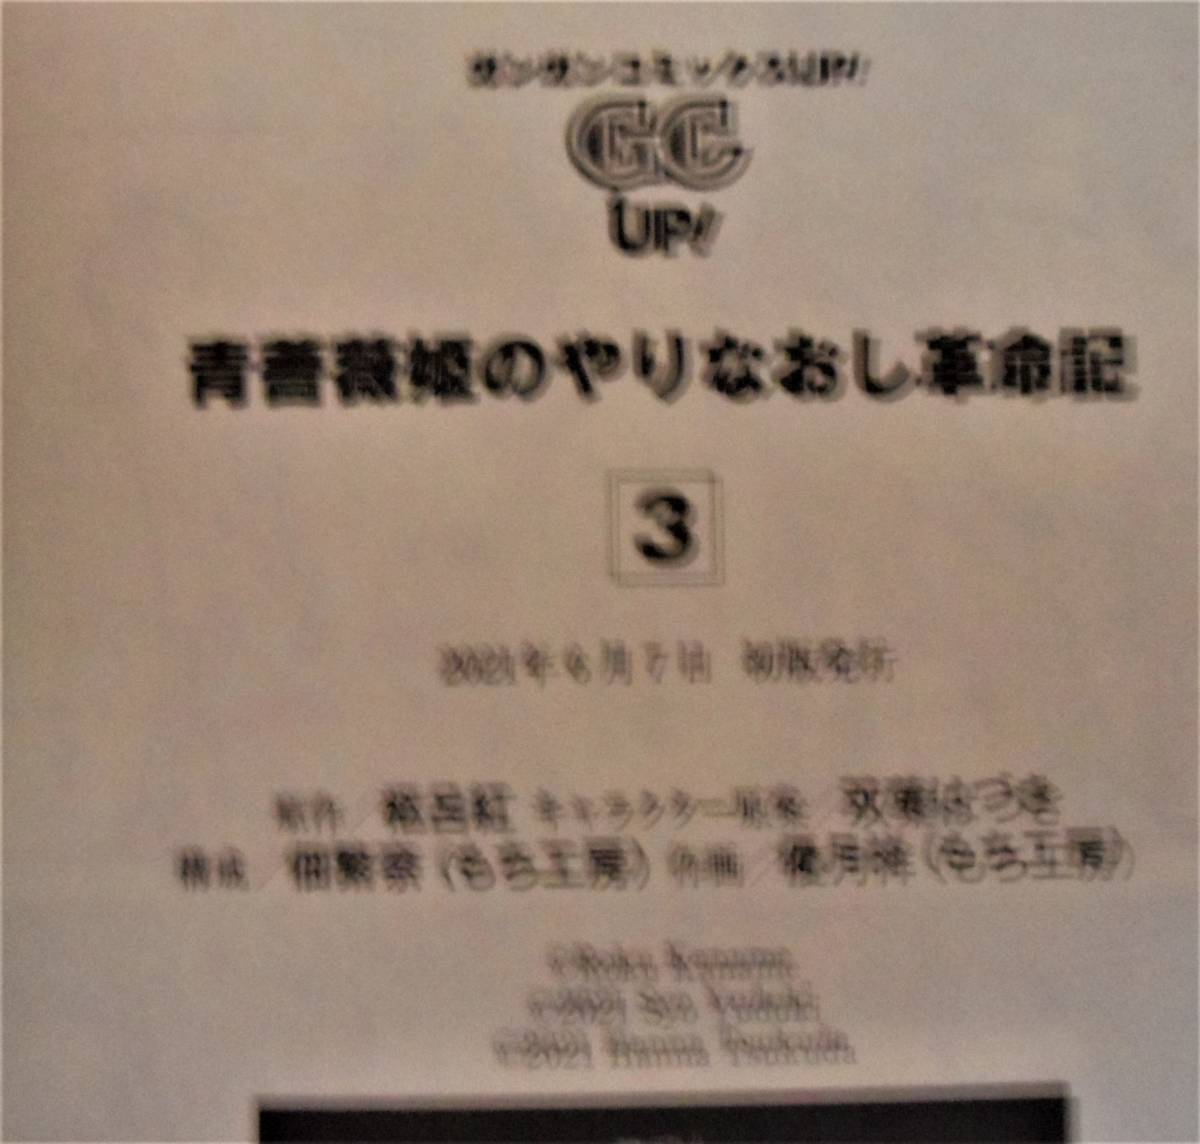 ガンガンコミックスUP!
GC
UP!
青薔薇姫のやりなおし革命記
3
2021年6月7日 初版発行
原作/枢呂紅 キャラクター原案/双葉はづき
構成/佃繁奈(もち工房) 作画/優月祥(もち工房)
©Roku Kaname
©2021 Syo Yuduki
©2021 Hanna Tsukuda